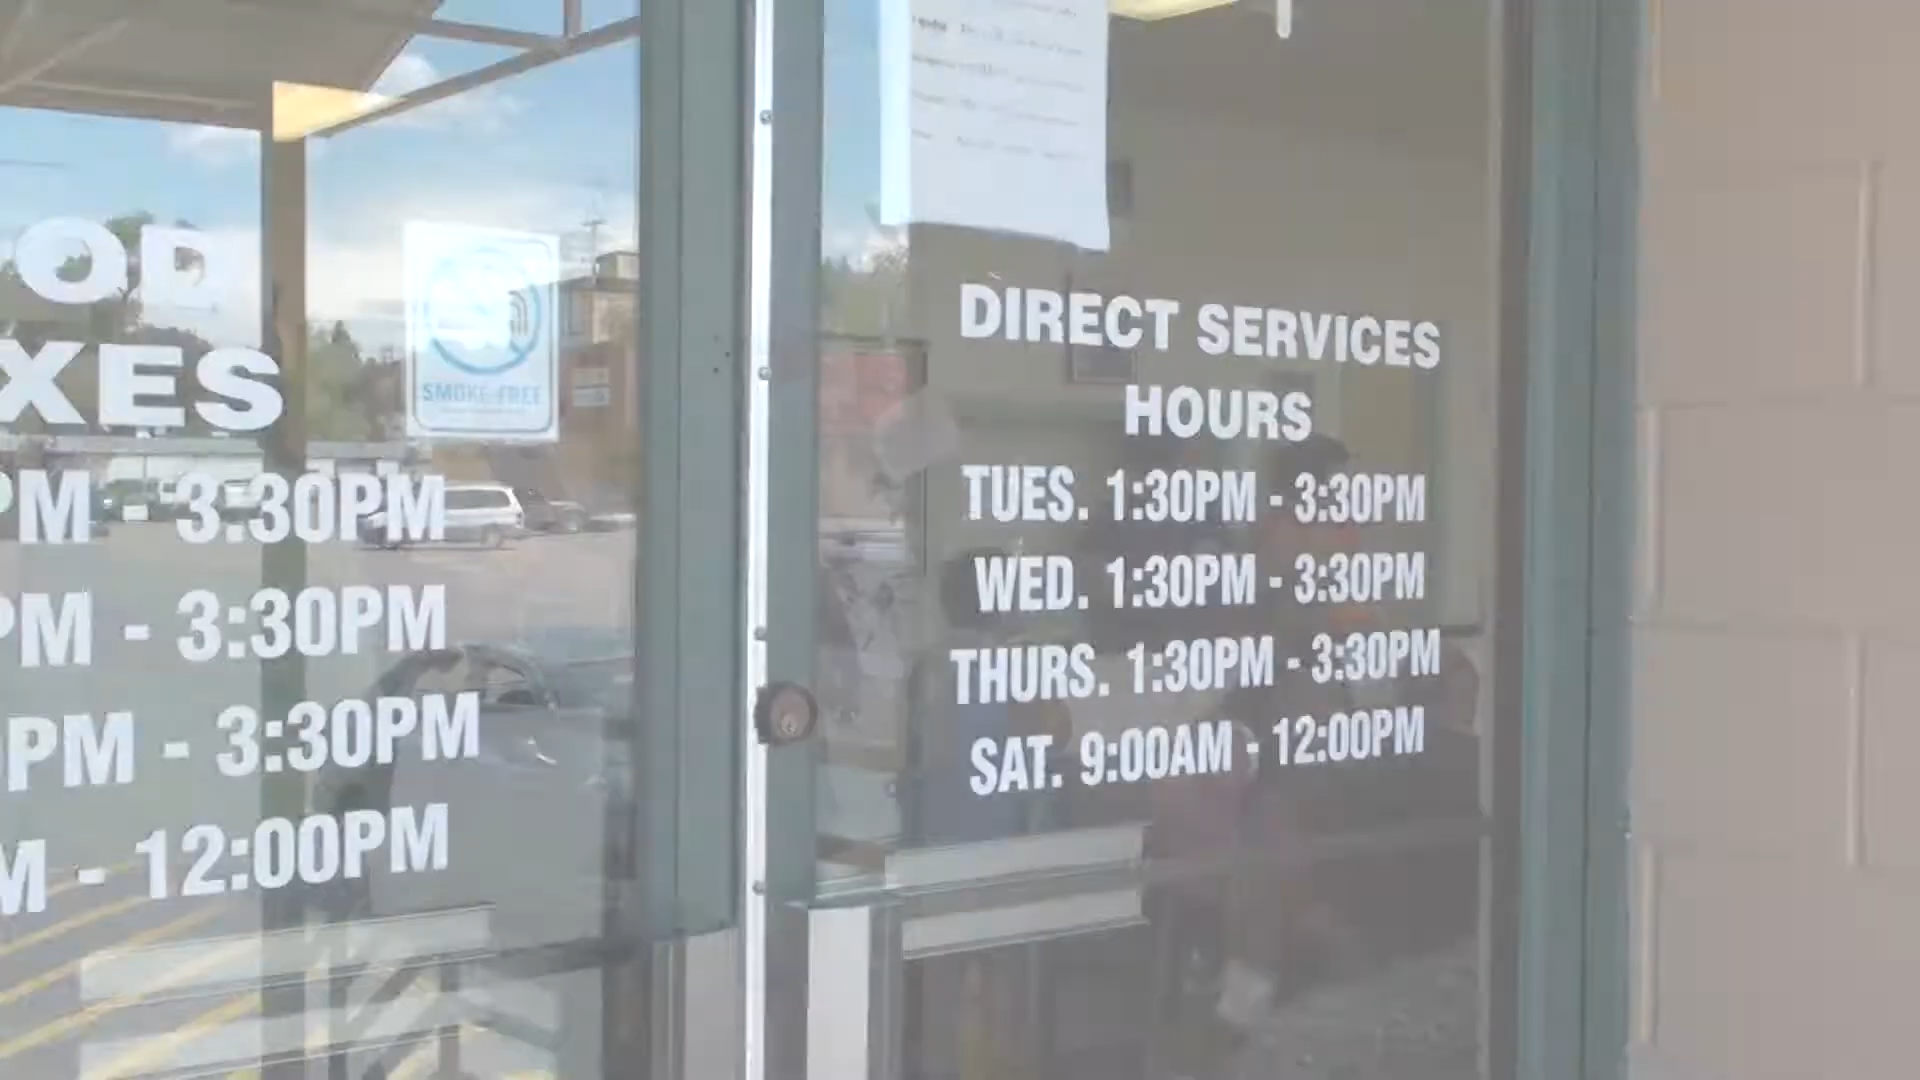 OD
XES
PM - 3:30PM
PM - 3:30PM
PM - 3:30PM
M - 12:00PM
SMOKE-FREE
DIRECT SERVICES
HOURS
TUES. 1:30PM - 3:30PM
WED. 1:30PM - 3:30PM
THURS. 1:30PM - 3:30PM
SAT. 9:00AM - 12:00PM